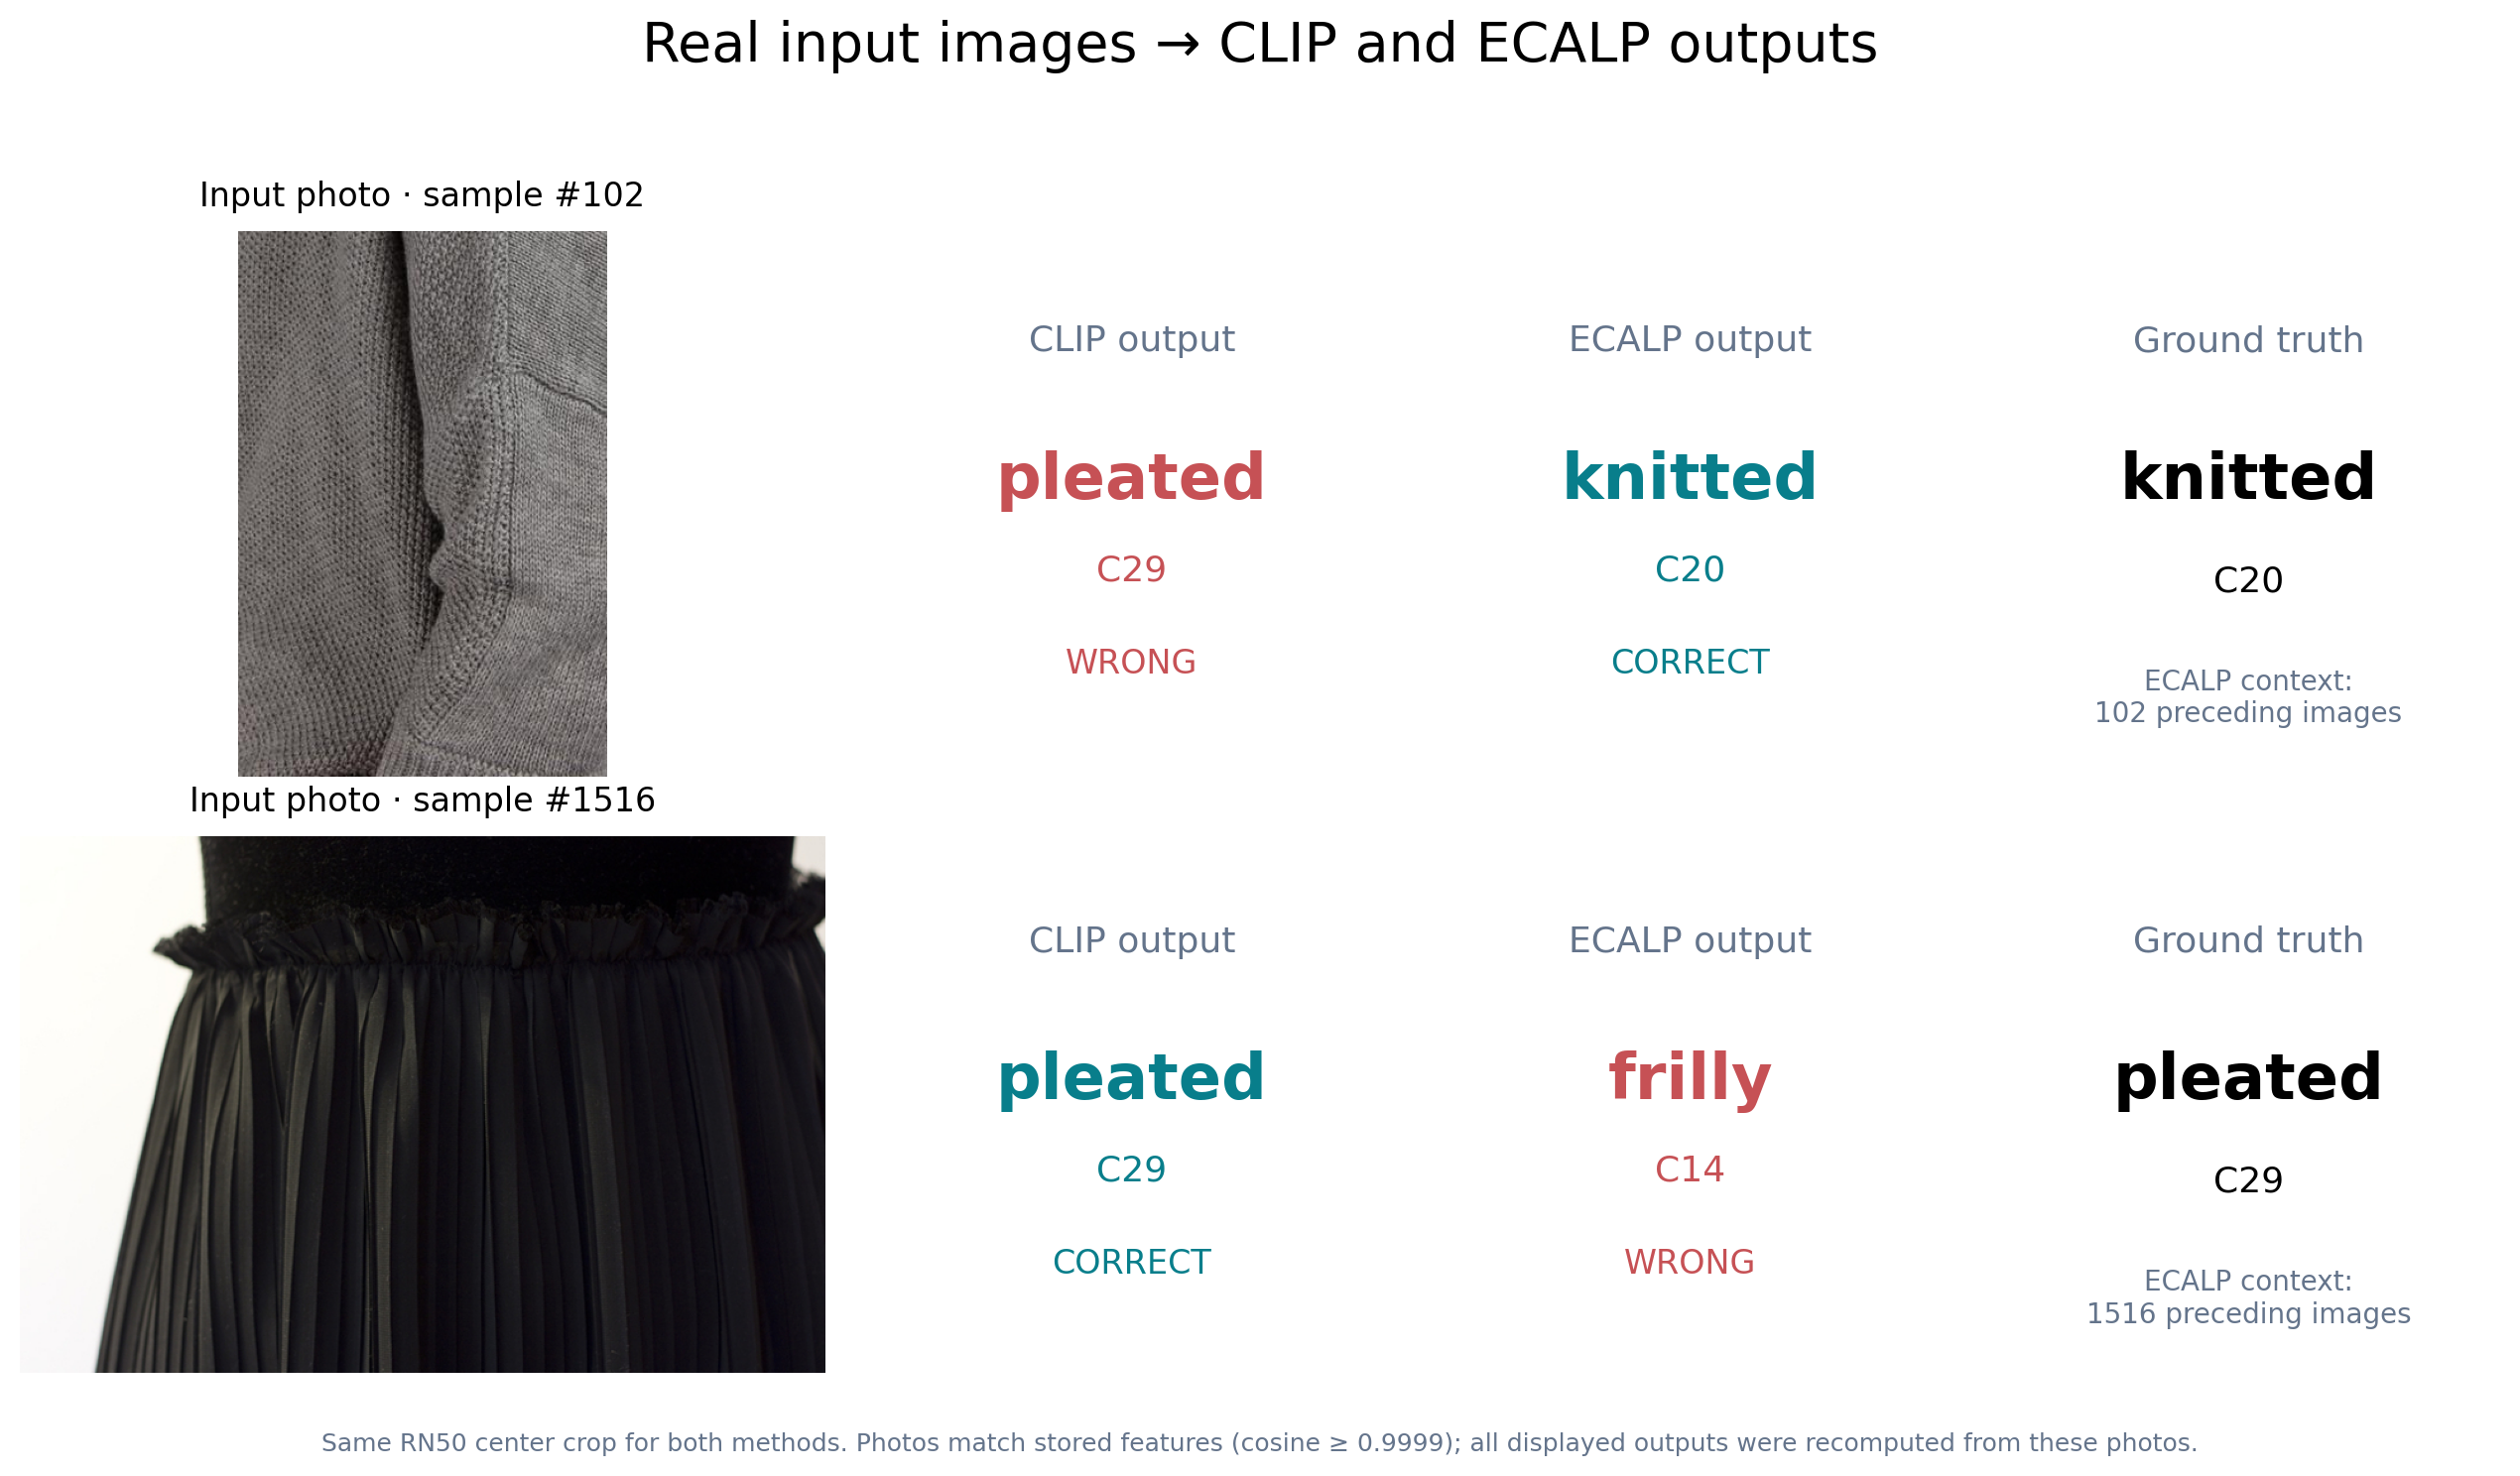 Real input images → CLIP and ECALP outputs
Input photo · sample #102
CLIP output
ECALP output
Ground truth
pleated
knitted
knitted
C29
C20
C20
WRONG
CORRECT
ECALP context:
102 preceding images
Input photo · sample #1516
CLIP output
ECALP output
Ground truth
pleated
frilly
pleated
C29
C14
C29
CORRECT
WRONG
ECALP context:
1516 preceding images
Same RN50 center crop for both methods. Photos match stored features (cosine ≥ 0.9999); all displayed outputs were recomputed from these photos.